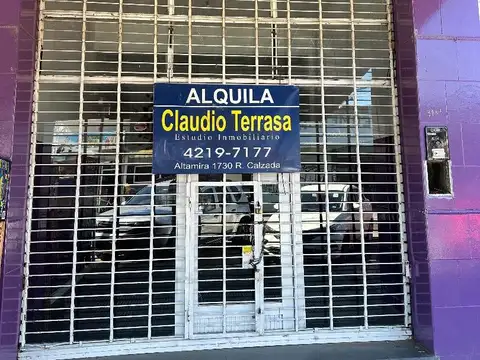 ALQUILA
Claudio Terrasa
Estudio Inmobiliario
4219-7177
Altamira 1730 R. Calzada